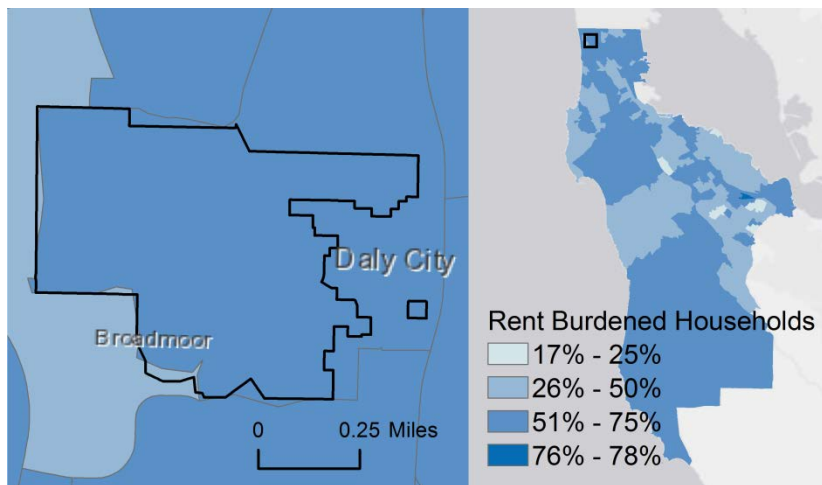 Daly City
Broadmoor
0 0.25 Miles
Rent Burdened Households
17% - 25%
26% - 50%
51% - 75%
76% - 78%